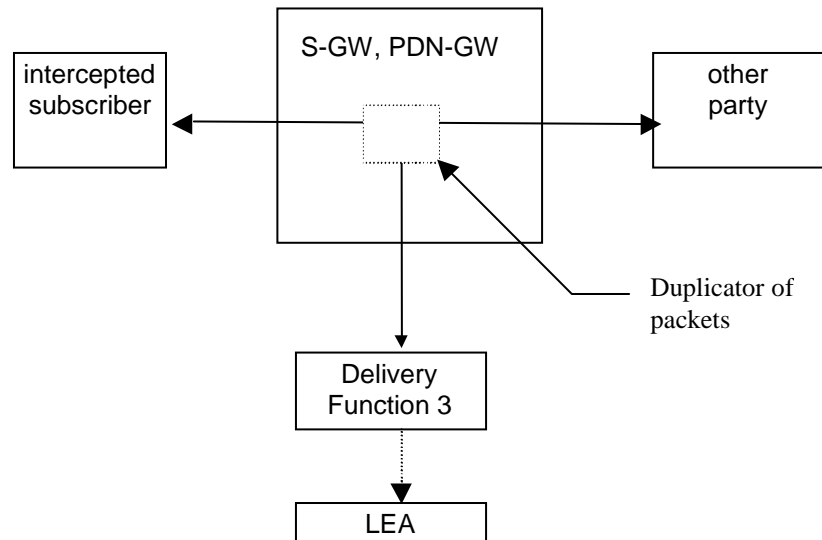 S-GW, PDN-GW
intercepted
subscriber
other
party
Duplicator of
packets
Delivery
Function 3
LEA